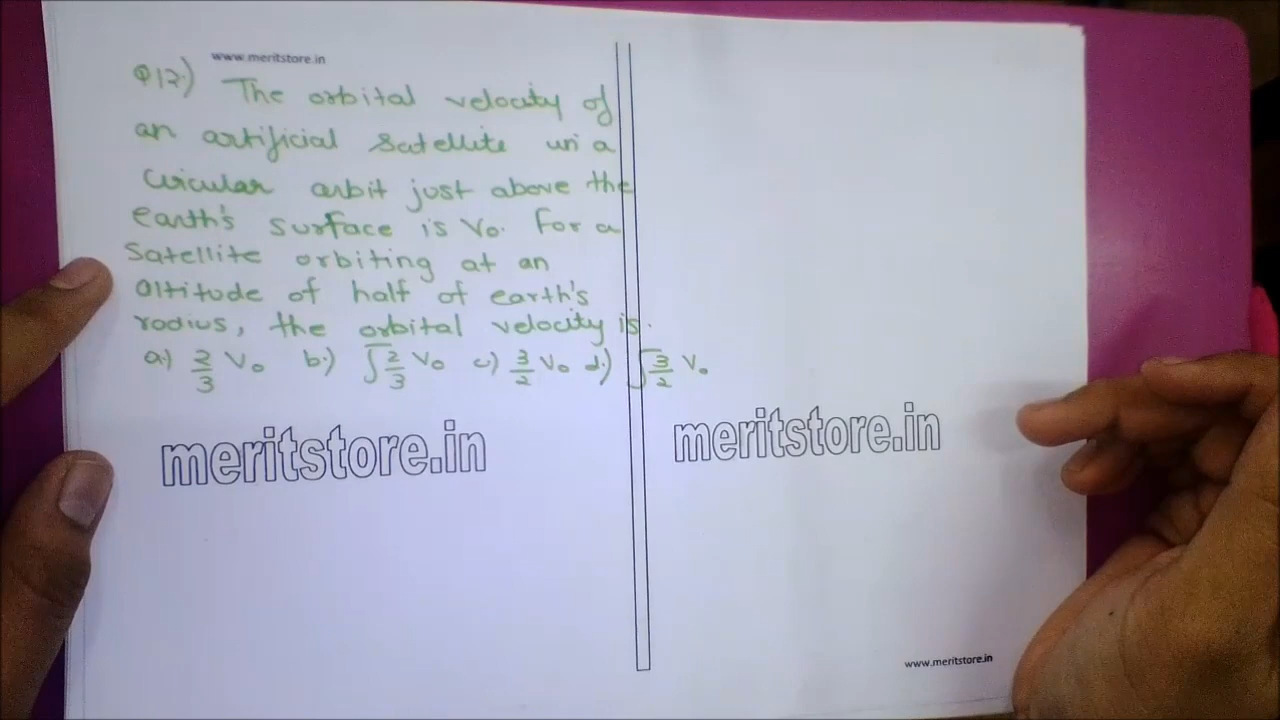 www.meritstore.in
Q12.) The orbital velocity of
an artificial satellite in a
circular orbit just above the
earth's surface is V₀. For a
satellite orbiting at an
altitude of half of earth's
radius, the orbital velocity is.
a.) 2/3 V₀ b.) √2/3 V₀ c.) 3/2 V₀ d.) √3/2 V₀
meritstore.in
meritstore.in
www.meritstore.in